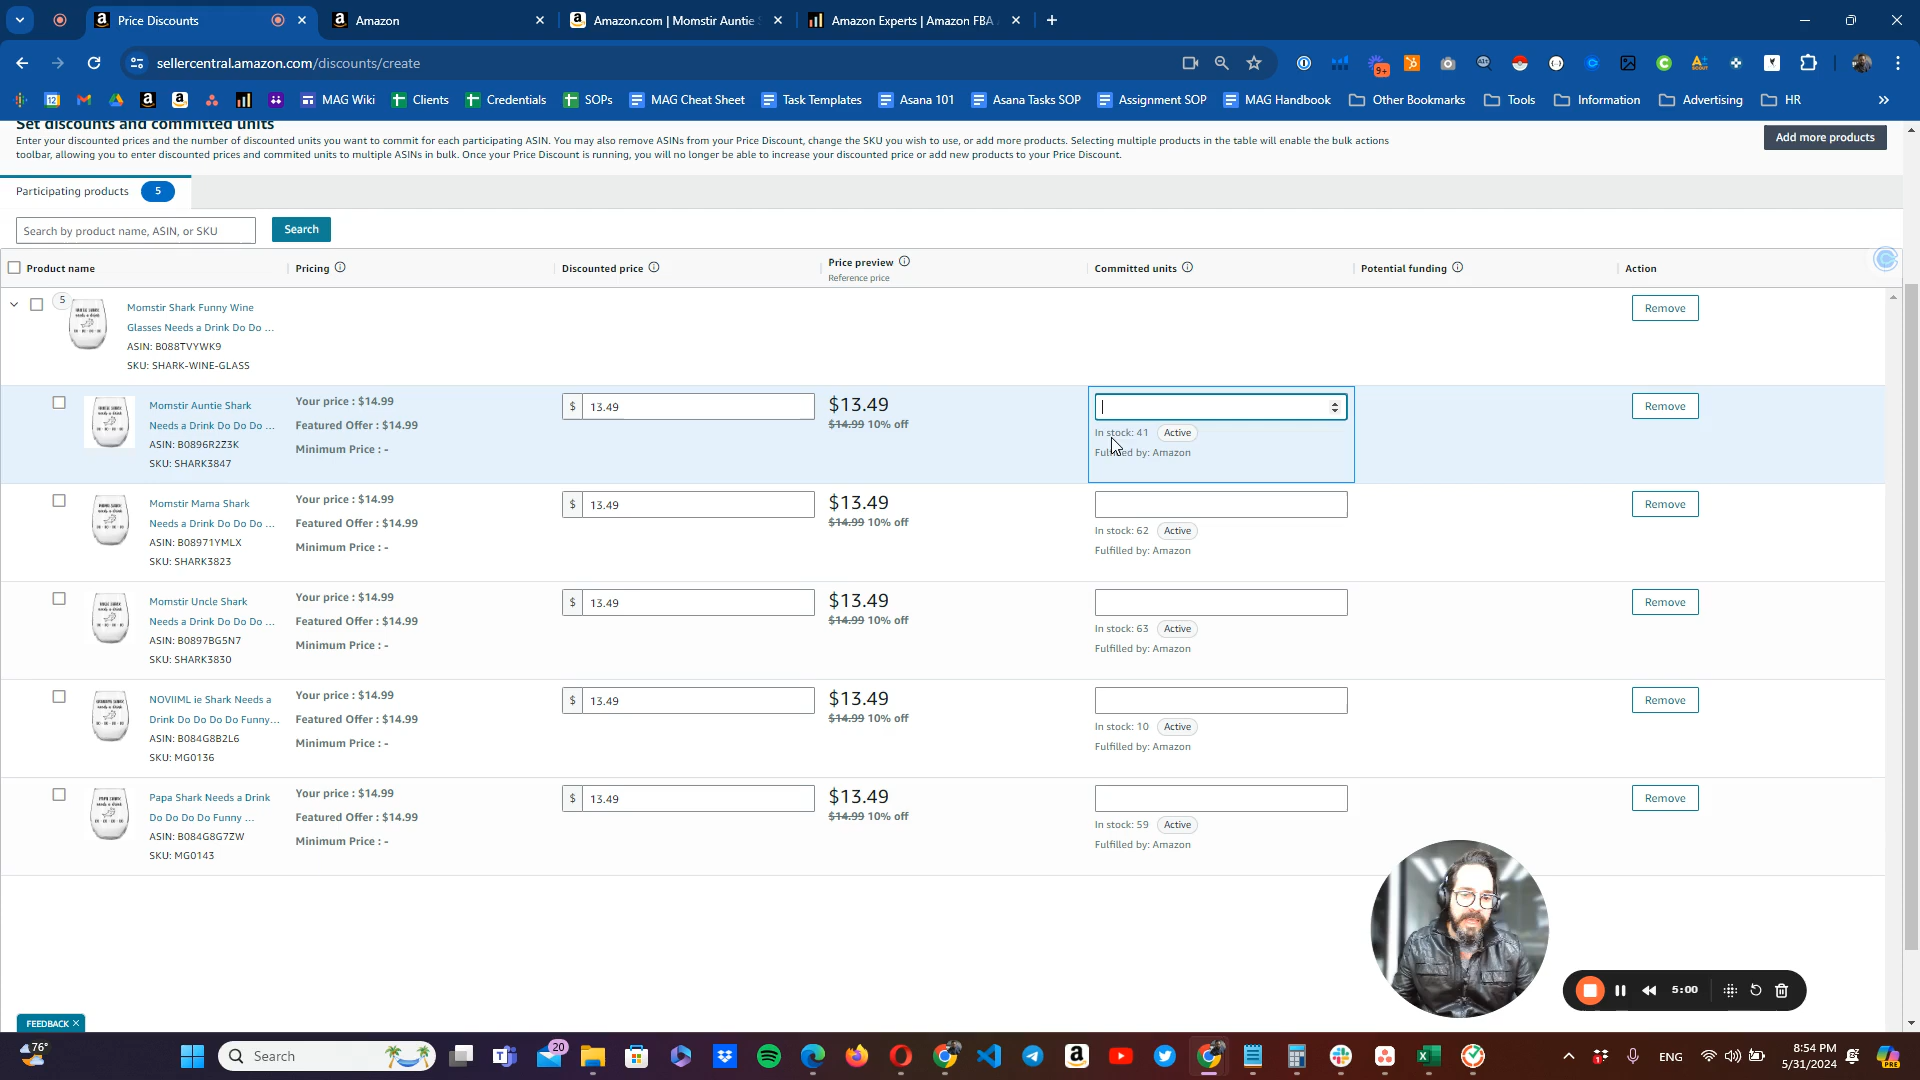 Price Discounts
Amazon
Amazon.com | Momstir Auntie
Amazon Experts | Amazon FBA
sellercentral.amazon.com/discounts/create
9+
12
MAG Wiki
Clients
Credentials
SOPs
MAG Cheat Sheet
Task Templates
Asana 101
Asana Tasks SOP
Assignment SOP
MAG Handbook
Other Bookmarks
Tools
Information
Advertising
HR
Set discounts and committed units
Enter your discounted prices and the number of discounted units you want to commit for each participating ASIN. You may also remove ASINs from your Price Discount, change the SKU you wish to use, or add more products. Selecting multiple products in the table will enable the bulk actions
toolbar, allowing you to enter discounted prices and commited units to multiple ASINs in bulk. Once your Price Discount is running, you will no longer be able to increase your discounted price or add new products to your Price Discount.
Add more products
Participating products 5
Search by product name, ASIN, or SKU
Search
Product name
Pricing
Discounted price
Price preview
Reference price
Committed units
Potential funding
Action
5
Momstir Shark Funny Wine
Glasses Needs a Drink Do Do ...
ASIN: B088TVYWK9
SKU: SHARK-WINE-GLASS
Remove
Momstir Auntie Shark
Needs a Drink Do Do Do ...
ASIN: B0896R2Z3K
SKU: SHARK3847
Your price : $14.99
Featured Offer : $14.99
Minimum Price : -
$ 13.49
$13.49
$14.99 10% off
In stock: 41 Active
Fulfilled by: Amazon
Remove
Momstir Mama Shark
Needs a Drink Do Do Do ...
ASIN: B08971YMLX
SKU: SHARK3823
Your price : $14.99
Featured Offer : $14.99
Minimum Price : -
$ 13.49
$13.49
$14.99 10% off
In stock: 62 Active
Fulfilled by: Amazon
Remove
Momstir Uncle Shark
Needs a Drink Do Do Do ...
ASIN: B0897BG5N7
SKU: SHARK3830
Your price : $14.99
Featured Offer : $14.99
Minimum Price : -
$ 13.49
$13.49
$14.99 10% off
In stock: 63 Active
Fulfilled by: Amazon
Remove
NOVIIML ie Shark Needs a
Drink Do Do Do Do Funny...
ASIN: B084G8B2L6
SKU: MG0136
Your price : $14.99
Featured Offer : $14.99
Minimum Price : -
$ 13.49
$13.49
$14.99 10% off
In stock: 10 Active
Fulfilled by: Amazon
Remove
Papa Shark Needs a Drink
Do Do Do Do Funny ...
ASIN: B084G8G7ZW
SKU: MG0143
Your price : $14.99
Featured Offer : $14.99
Minimum Price : -
$ 13.49
$13.49
$14.99 10% off
In stock: 59 Active
Fulfilled by: Amazon
Remove
5:00
FEEDBACK
76°
Search
20
ENG
8:54 PM
5/31/2024
PRE